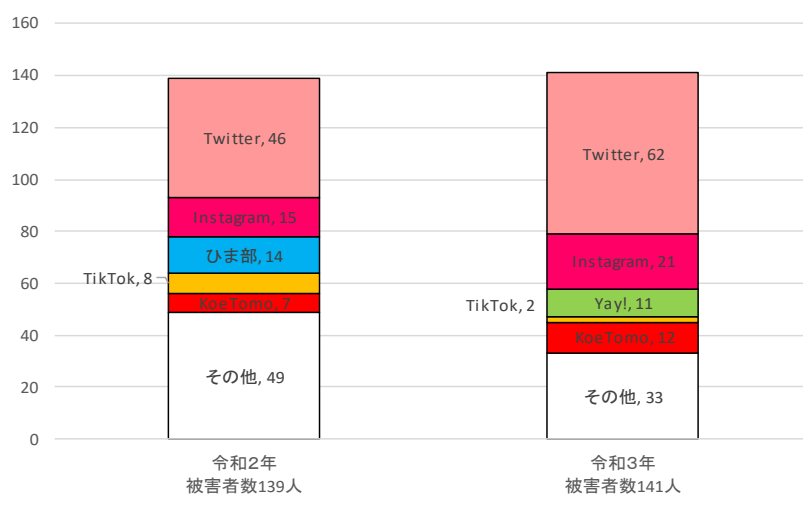 160
140
120
100
80
60
40
20
0
Twitter, 46
Instagram, 15
ひま部, 14
TikTok, 8
KoeTomo, 7
その他, 49
令和2年
被害者数139人
Twitter, 62
Instagram, 21
Yay!, 11
TikTok, 2
KoeTomo, 12
その他, 33
令和3年
被害者数141人